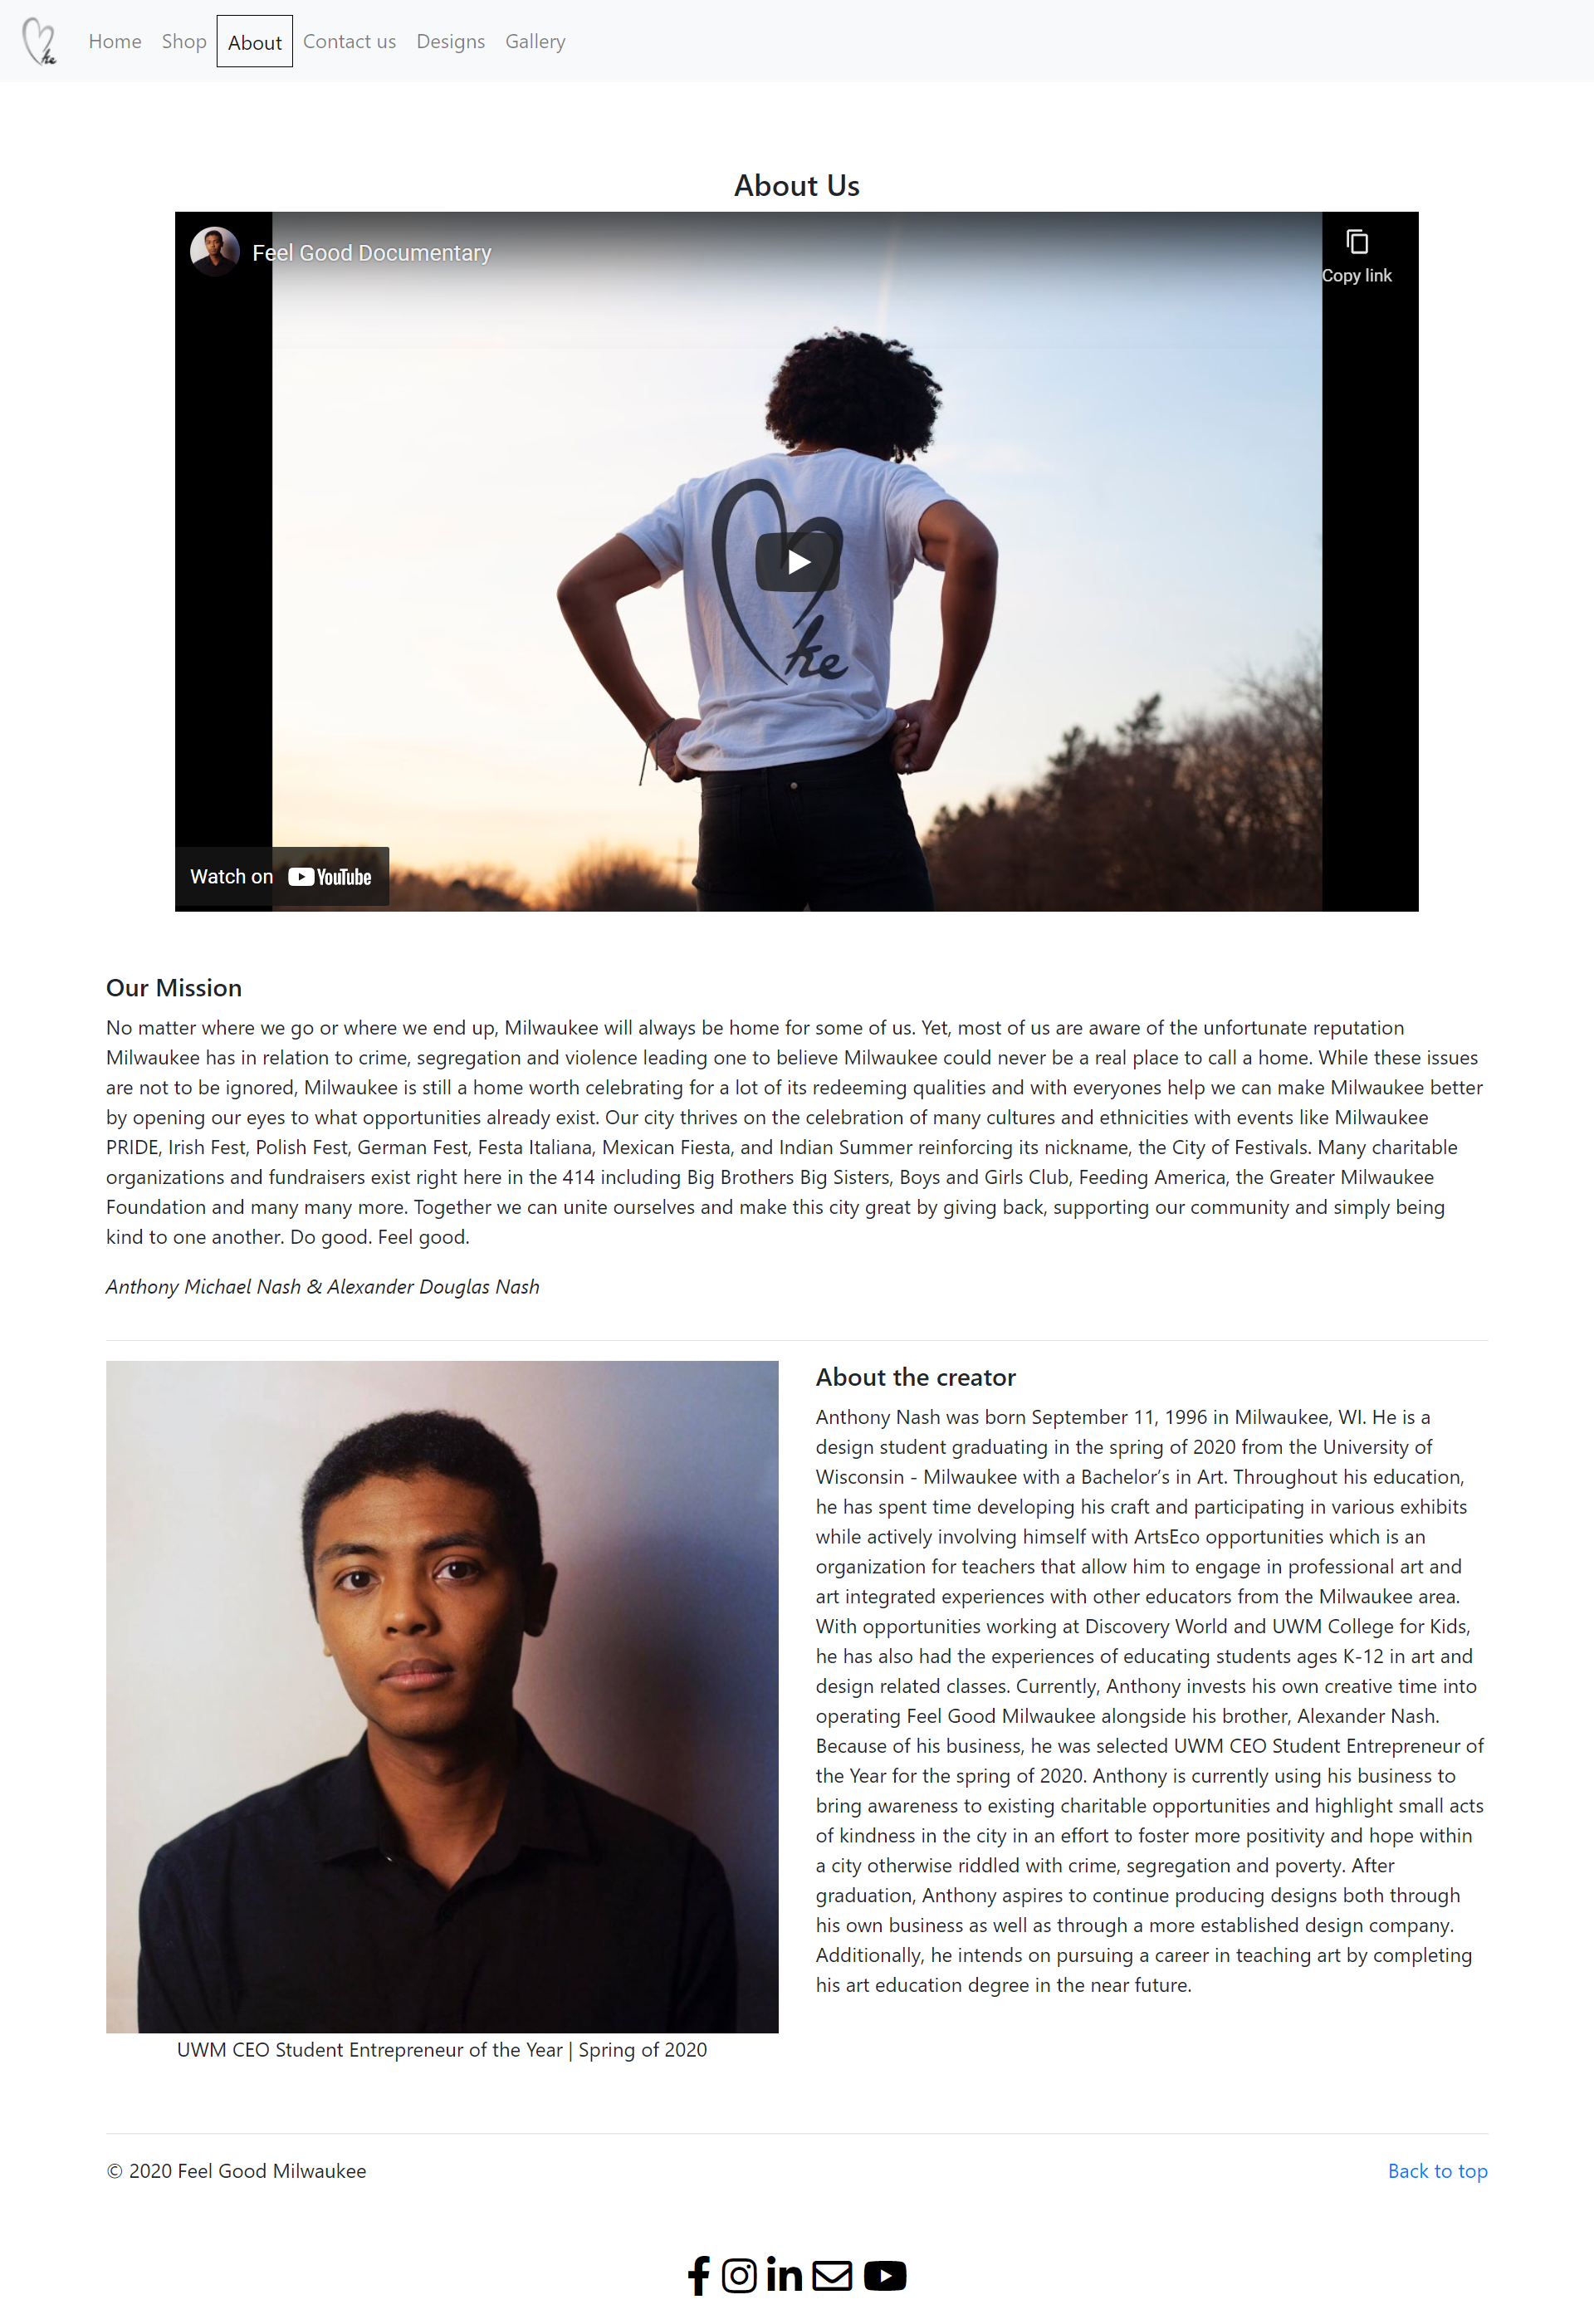 ke
Home Shop About Contact us Designs Gallery
About Us
Feel Good Documentary
Copy link
ke
Watch on YouTube
Our Mission
No matter where we go or where we end up, Milwaukee will always be home for some of us. Yet, most of us are aware of the unfortunate reputation
Milwaukee has in relation to crime, segregation and violence leading one to believe Milwaukee could never be a real place to call a home. While these issues
are not to be ignored, Milwaukee is still a home worth celebrating for a lot of its redeeming qualities and with everyones help we can make Milwaukee better
by opening our eyes to what opportunities already exist. Our city thrives on the celebration of many cultures and ethnicities with events like Milwaukee
PRIDE, Irish Fest, Polish Fest, German Fest, Festa Italiana, Mexican Fiesta, and Indian Summer reinforcing its nickname, the City of Festivals. Many charitable
organizations and fundraisers exist right here in the 414 including Big Brothers Big Sisters, Boys and Girls Club, Feeding America, the Greater Milwaukee
Foundation and many many more. Together we can unite ourselves and make this city great by giving back, supporting our community and simply being
kind to one another. Do good. Feel good.
Anthony Michael Nash & Alexander Douglas Nash
About the creator
Anthony Nash was born September 11, 1996 in Milwaukee, WI. He is a
design student graduating in the spring of 2020 from the University of
Wisconsin - Milwaukee with a Bachelor’s in Art. Throughout his education,
he has spent time developing his craft and participating in various exhibits
while actively involving himself with ArtsEco opportunities which is an
organization for teachers that allow him to engage in professional art and
art integrated experiences with other educators from the Milwaukee area.
With opportunities working at Discovery World and UWM College for Kids,
he has also had the experiences of educating students ages K-12 in art and
design related classes. Currently, Anthony invests his own creative time into
operating Feel Good Milwaukee alongside his brother, Alexander Nash.
Because of his business, he was selected UWM CEO Student Entrepreneur of
the Year for the spring of 2020. Anthony is currently using his business to
bring awareness to existing charitable opportunities and highlight small acts
of kindness in the city in an effort to foster more positivity and hope within
a city otherwise riddled with crime, segregation and poverty. After
graduation, Anthony aspires to continue producing designs both through
his own business as well as through a more established design company.
Additionally, he intends on pursuing a career in teaching art by completing
his art education degree in the near future.
UWM CEO Student Entrepreneur of the Year | Spring of 2020
© 2020 Feel Good Milwaukee
Back to top